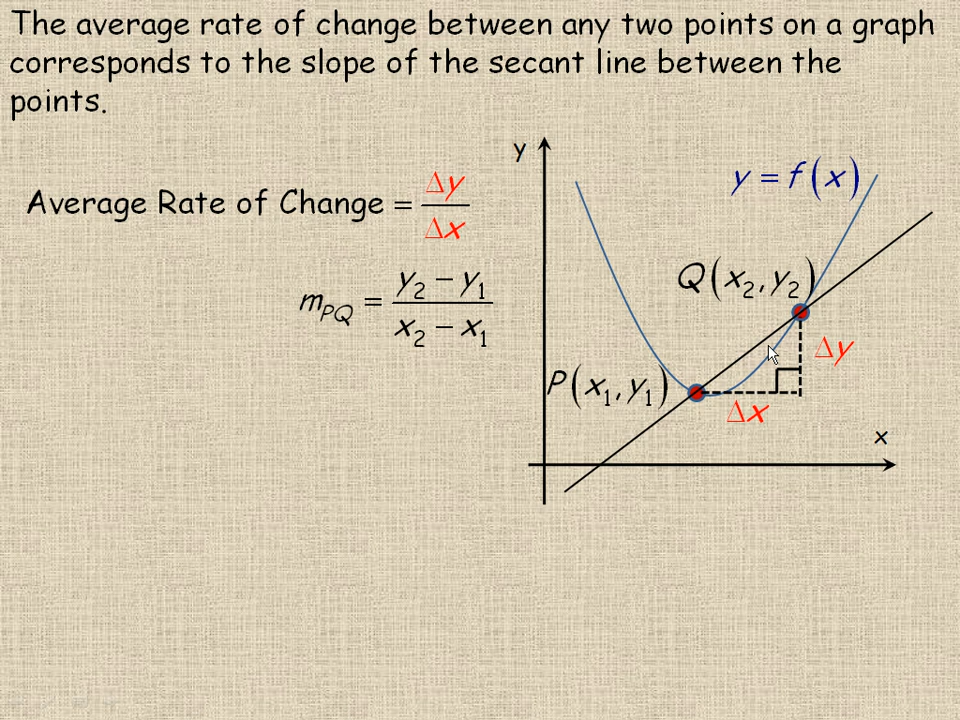 The average rate of change between any two points on a graph
corresponds to the slope of the secant line between the
points.
Average Rate of Change = Δy/Δx
m_PQ = (y₂ − y₁)/(x₂ − x₁)
y
y = f(x)
Q(x₂, y₂)
Δy
P(x₁, y₁)
Δx
x